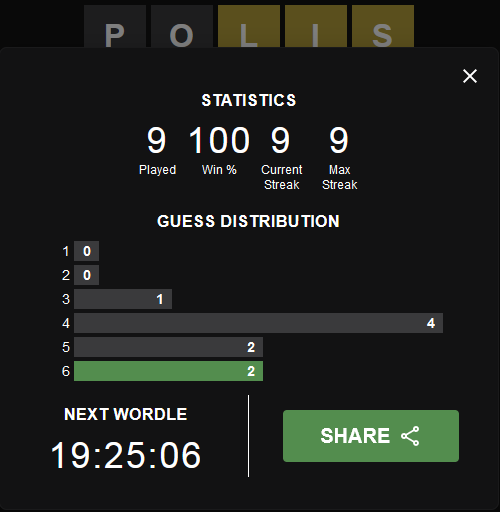 P O L I S
STATISTICS
9 100 9 9
Played Win % Current Streak Max Streak
GUESS DISTRIBUTION
1 0
2 0
3 1
4 4
5 2
6 2
NEXT WORDLE
19:25:06
SHARE